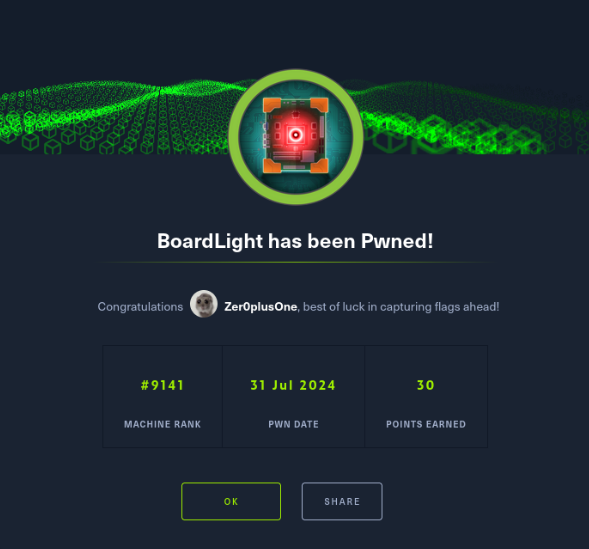 BoardLight has been Pwned!
Congratulations Zer0plusOne, best of luck in capturing flags ahead!
#9141 31 Jul 2024 30
MACHINE RANK PWN DATE POINTS EARNED
OK SHARE